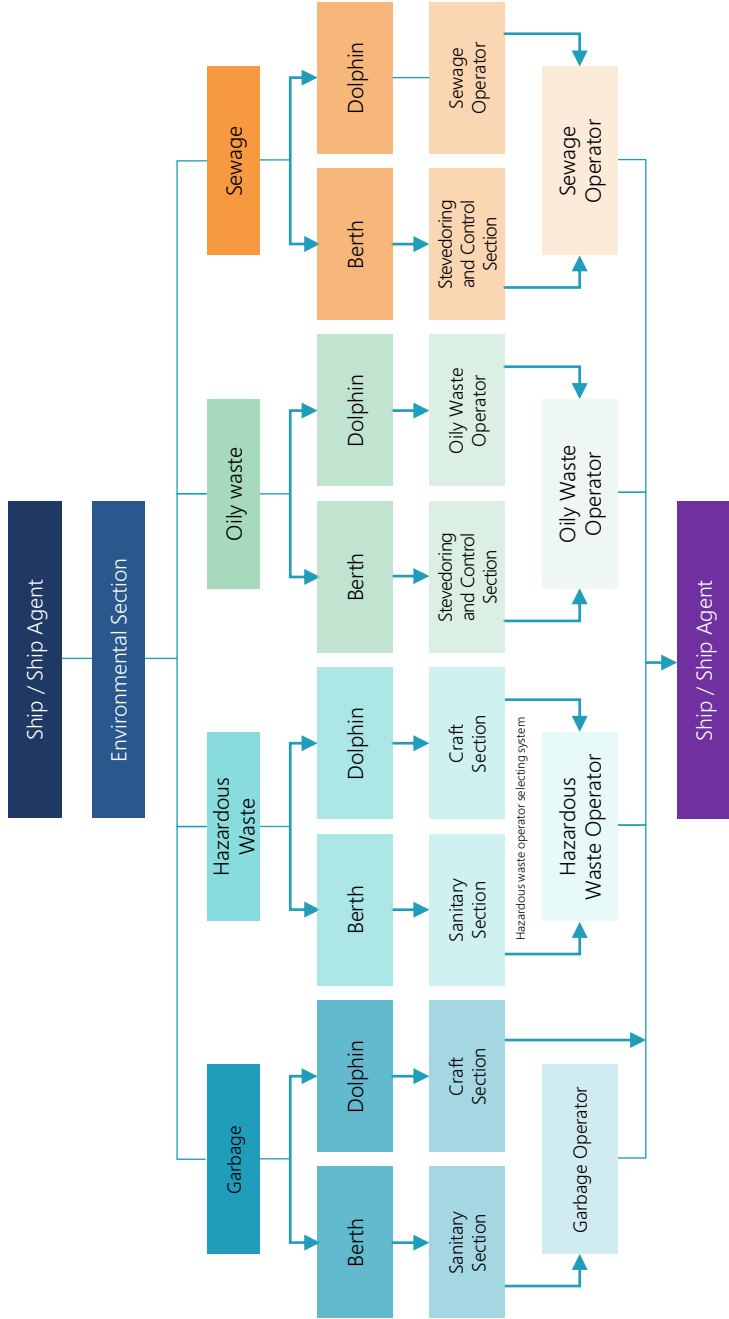 Ship / Ship Agent
Environmental Section
Garbage
Hazardous
Waste
Oily waste
Sewage
Berth
Dolphin
Berth
Dolphin
Berth
Dolphin
Berth
Dolphin
Sanitary
Section
Craft
Section
Sanitary
Section
Craft
Section
Stevedoring
and Control
Section
Oily Waste
Operator
Stevedoring
and Control
Section
Sewage
Operator
Hazardous waste operator selecting system
Garbage Operator
Hazardous
Waste Operator
Oily Waste
Operator
Sewage
Operator
Ship / Ship Agent